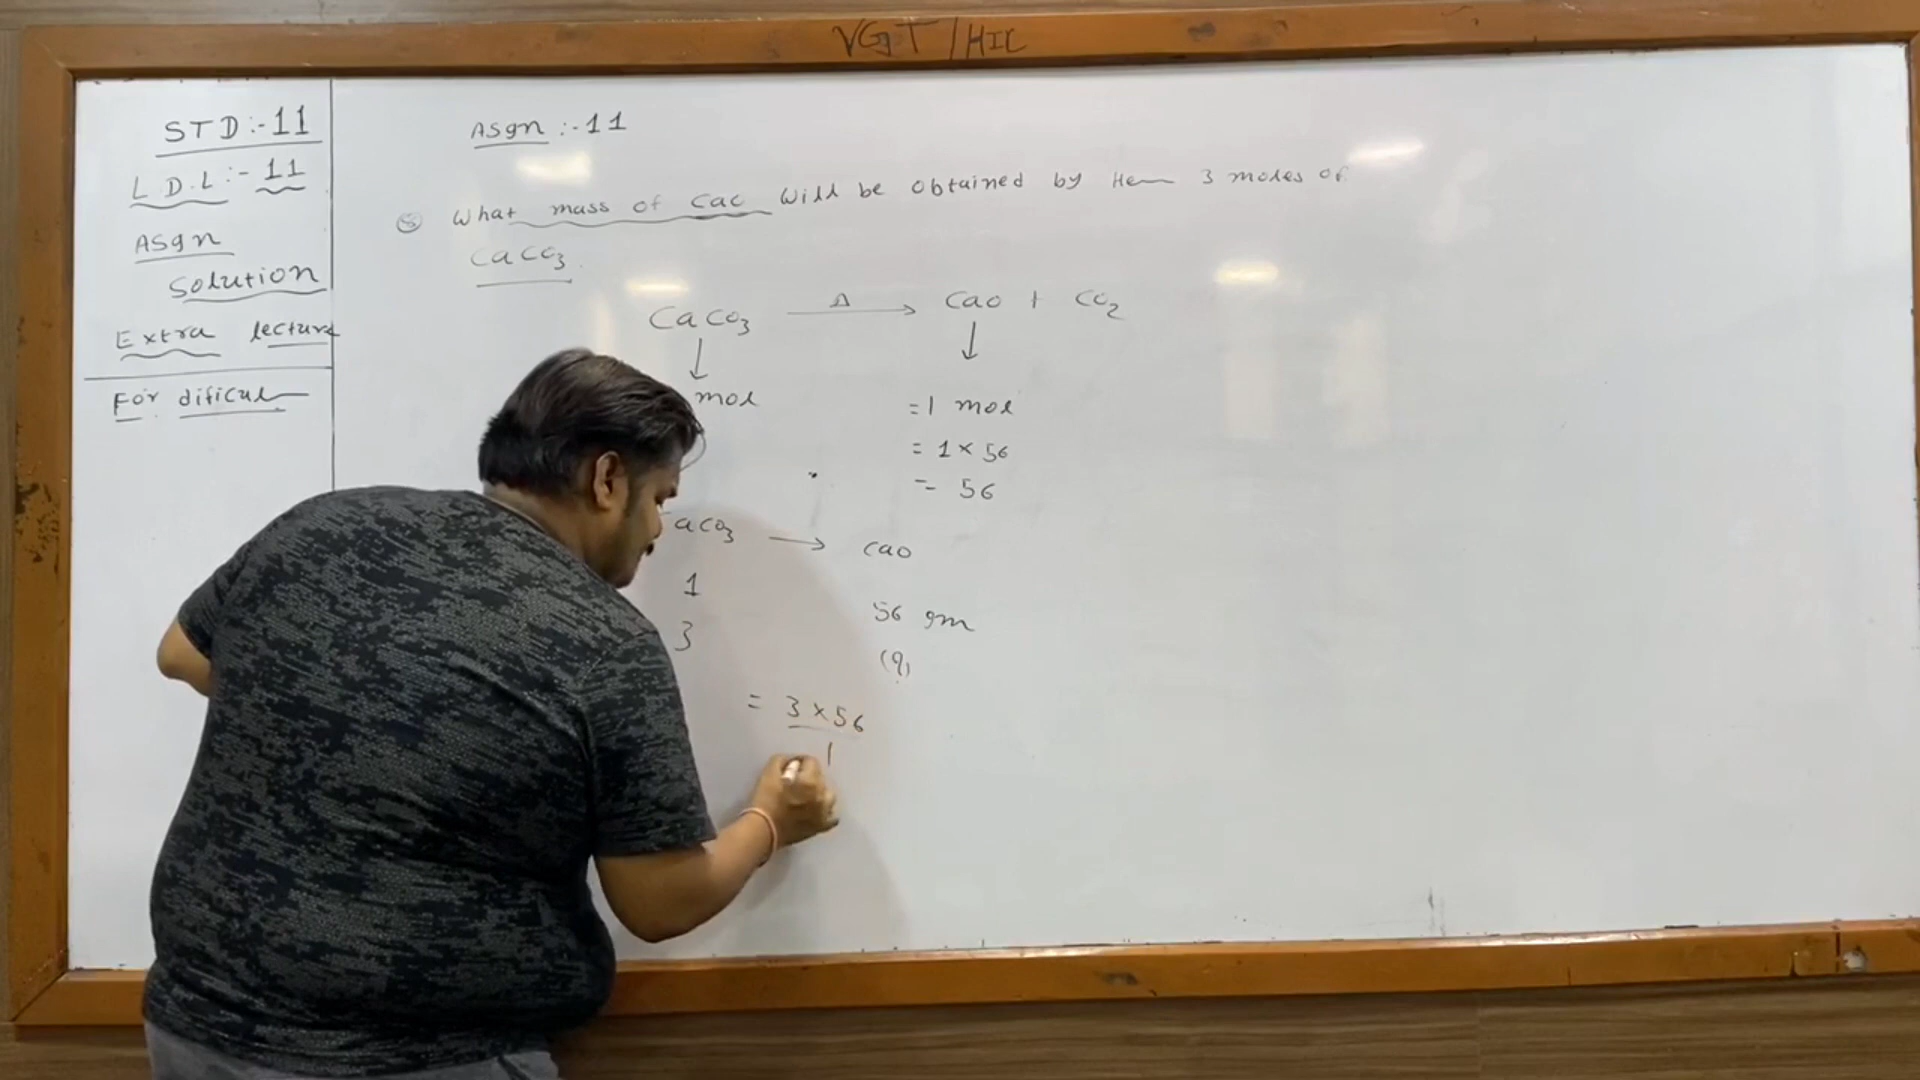 VGT/HIL
STD:-11
L D.L:- 11
Asgn
Solution
Extra lecture
For dificul
Asgn :-11
What mass of Cao will be obtained by 3 moles of
CaCO3.
CaCO3 Δ→ CaO + CO2
↓ ↓
mol =1 mol
= 1 × 56
= 56
aCO3 → CaO
1 56 gm
3 (?)
= 3 × 56
1